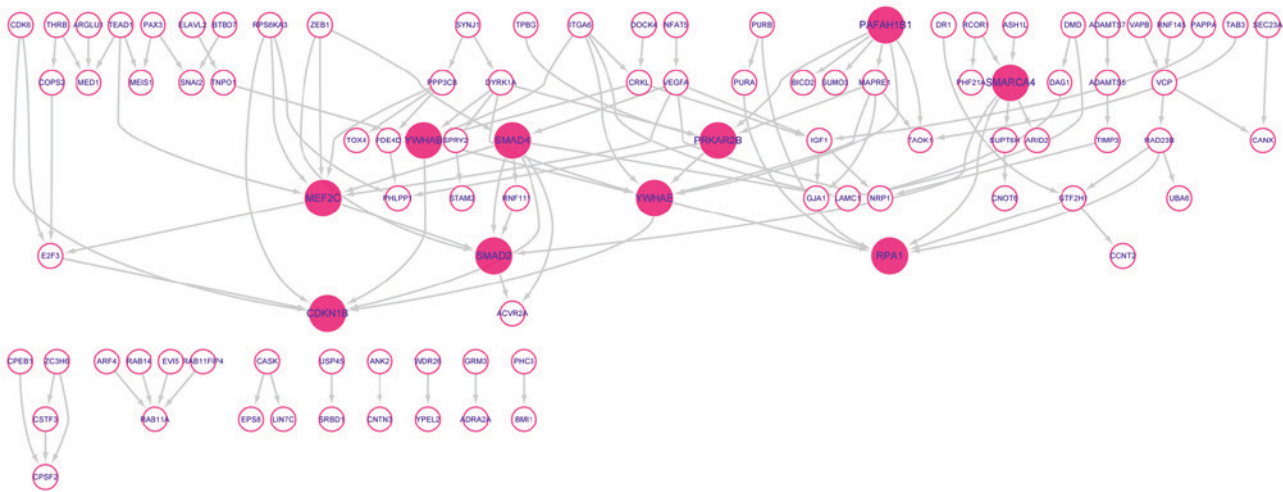 CDK6 THRB ARGLU1 TEAD1 PAX3 ELAVL2 BTBD7 RPS6KA3 ZEB1 SYNJ1 TPBG ITGA6 DOCK4 NFAT5 PURB PAFAH1B1 DR1 RCOR1 ASH1L DMD ADAMTS7 VAPB RNF145 PAPPA TAB3 SEC23A
COPS2 MED1 MEIS1 SNAI2 TNPO1 PPP3CB DYRK1A CRKL VEGFA PURA BICD2 SUMO3 MAPRE1 PHF21A SMARCA4 DAG1 ADAMTS5 VCP
TOX4 PDE4D YWHAB SPRY2 SMAD4 PRKAR2B IGF1 TAOK1 SUPT6H ARID2 TIMP3 RAD23B CANX
MEF2C PHLPP1 STAM2 RNF111 YWHAE GJA1 LAMC1 NRP1 CNOT6 GTF2H1 UBA6
E2F3 SMAD2 RPA1 CCNT2
CDKN1B ACVR2A
CPEB1 ZC3H6 ARF4 RAB14 EVI5 RAB11FIP4 CASK USP45 ANK2 WDR26 GRM3 PHC3
CSTF3 RAB11A EPS8 LIN7C SRBD1 CNTN3 YPEL2 ADRA2A BMI1
CPSF2